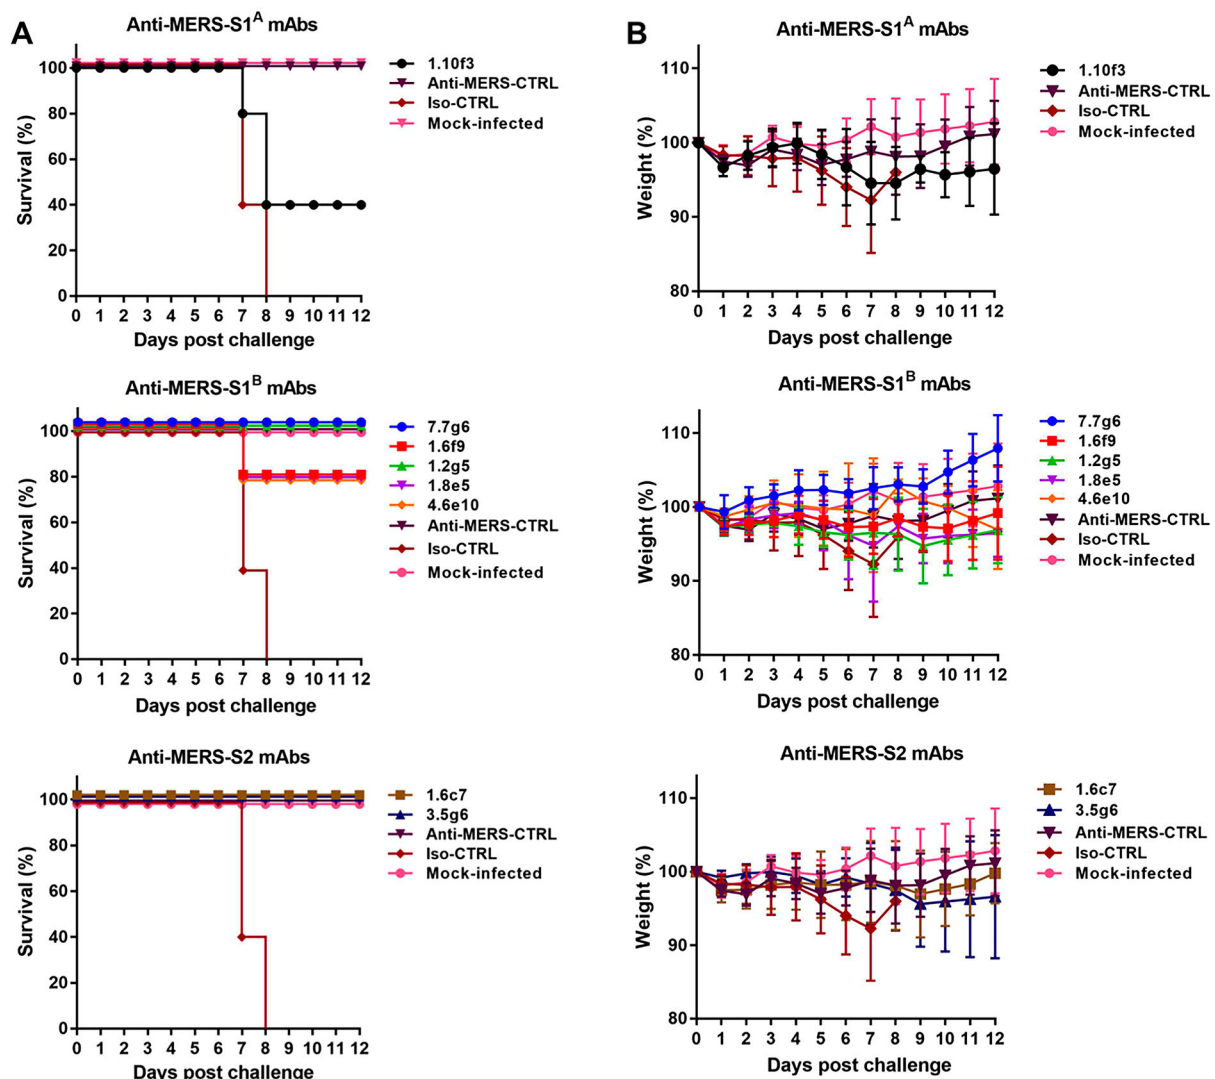 A
Anti-MERS-S1A mAbs
Survival (%)
100
80
60
40
20
0
0 1 2 3 4 5 6 7 8 9 10 11 12
Days post challenge
1.10f3
Anti-MERS-CTRL
Iso-CTRL
Mock-infected
B
Anti-MERS-S1A mAbs
Weight (%)
110
100
90
80
0 1 2 3 4 5 6 7 8 9 10 11 12
Days post challenge
1.10f3
Anti-MERS-CTRL
Iso-CTRL
Mock-infected
Anti-MERS-S1B mAbs
Survival (%)
100
80
60
40
20
0
0 1 2 3 4 5 6 7 8 9 10 11 12
Days post challenge
7.7g6
1.6f9
1.2g5
1.8e5
4.6e10
Anti-MERS-CTRL
Iso-CTRL
Mock-infected
Anti-MERS-S1B mAbs
Weight (%)
110
100
90
80
0 1 2 3 4 5 6 7 8 9 10 11 12
Days post challenge
7.7g6
1.6f9
1.2g5
1.8e5
4.6e10
Anti-MERS-CTRL
Iso-CTRL
Mock-infected
Anti-MERS-S2 mAbs
Survival (%)
100
80
60
40
20
0
0 1 2 3 4 5 6 7 8 9 10 11 12
Days post challenge
1.6c7
3.5g6
Anti-MERS-CTRL
Iso-CTRL
Mock-infected
Anti-MERS-S2 mAbs
Weight (%)
110
100
90
80
0 1 2 3 4 5 6 7 8 9 10 11 12
Days post challenge
1.6c7
3.5g6
Anti-MERS-CTRL
Iso-CTRL
Mock-infected